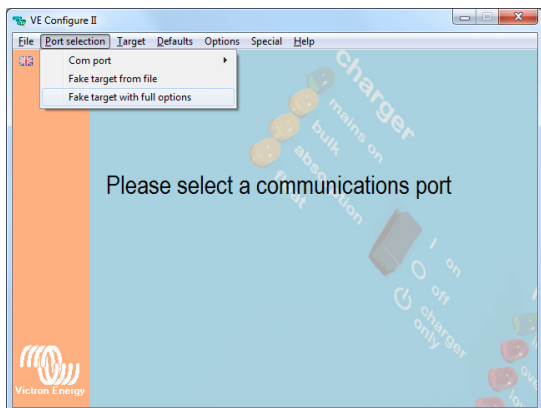 VE Configure II
File Port selection Target Defaults Options Special Help
Com port
Fake target from file
Fake target with full options
charger
mains on
bulk
absorption
float
Please select a communications port
I on
O off
charger
only
Victron Energy